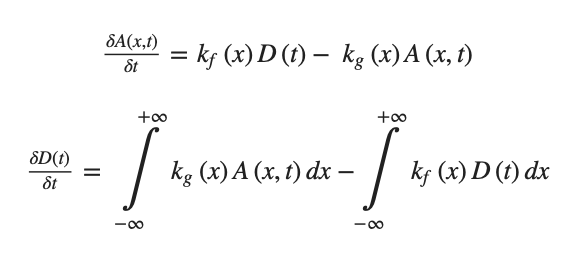 δA(x,t)/δt = k_f (x) D (t) − k_g (x) A (x, t)
δD(t)/δt = ∫_{−∞}^{+∞} k_g (x) A (x, t) dx − ∫_{−∞}^{+∞} k_f (x) D (t) dx